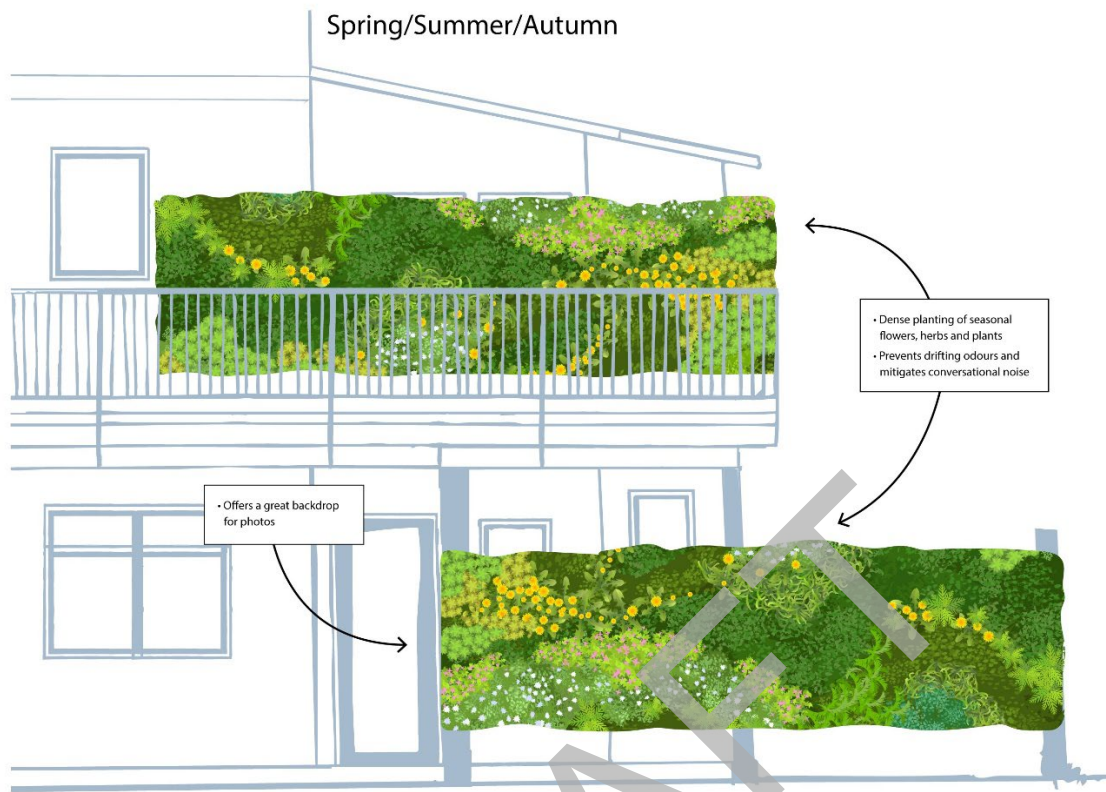 Spring/Summer/Autumn
• Dense planting of seasonal
flowers, herbs and plants
• Prevents drifting odours and
mitigates conversational noise
• Offers a great backdrop
for photos